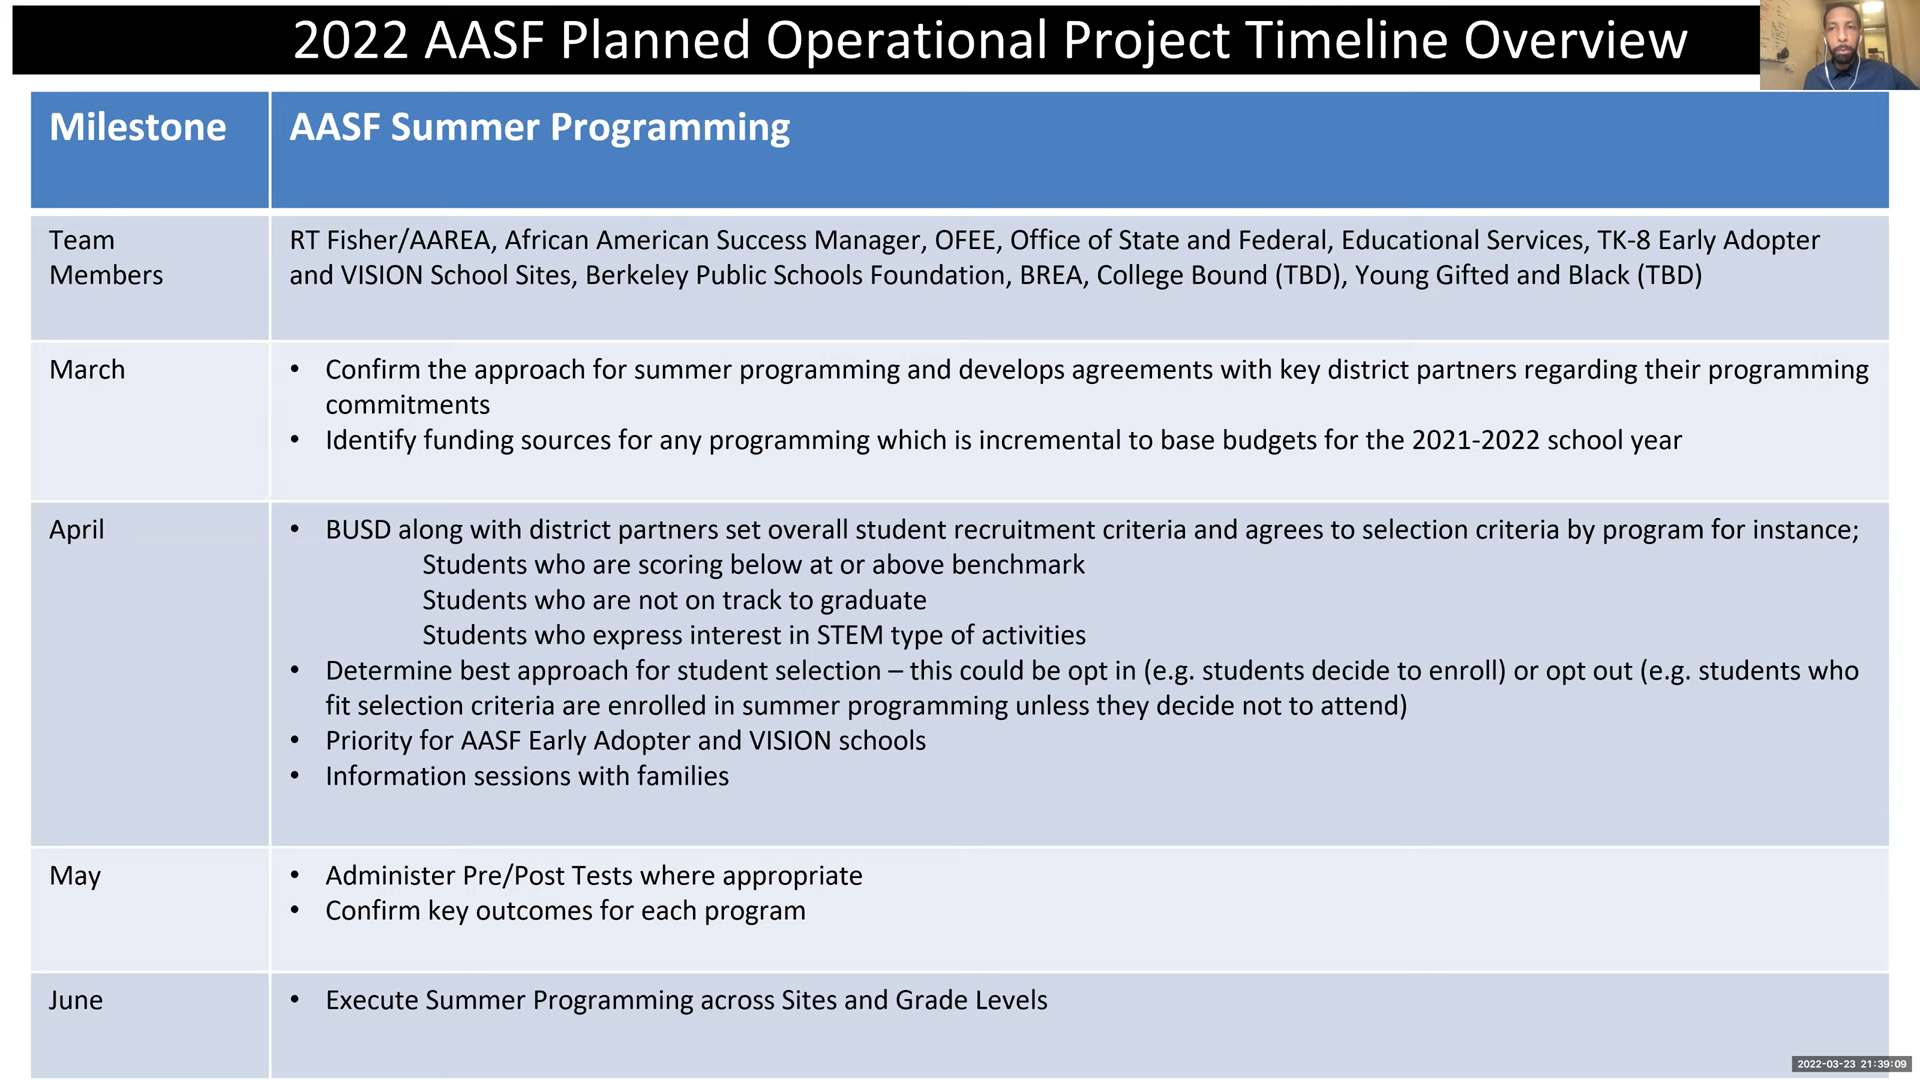 2022 AASF Planned Operational Project Timeline Overview
Milestone
AASF Summer Programming
Team
Members
RT Fisher/AAREA, African American Success Manager, OFEE, Office of State and Federal, Educational Services, TK-8 Early Adopter
and VISION School Sites, Berkeley Public Schools Foundation, BREA, College Bound (TBD), Young Gifted and Black (TBD)
March
• Confirm the approach for summer programming and develops agreements with key district partners regarding their programming
commitments
• Identify funding sources for any programming which is incremental to base budgets for the 2021-2022 school year
April
• BUSD along with district partners set overall student recruitment criteria and agrees to selection criteria by program for instance;
Students who are scoring below at or above benchmark
Students who are not on track to graduate
Students who express interest in STEM type of activities
• Determine best approach for student selection – this could be opt in (e.g. students decide to enroll) or opt out (e.g. students who
fit selection criteria are enrolled in summer programming unless they decide not to attend)
• Priority for AASF Early Adopter and VISION schools
• Information sessions with families
May
• Administer Pre/Post Tests where appropriate
• Confirm key outcomes for each program
June
• Execute Summer Programming across Sites and Grade Levels
2022-03-23 21:39:09